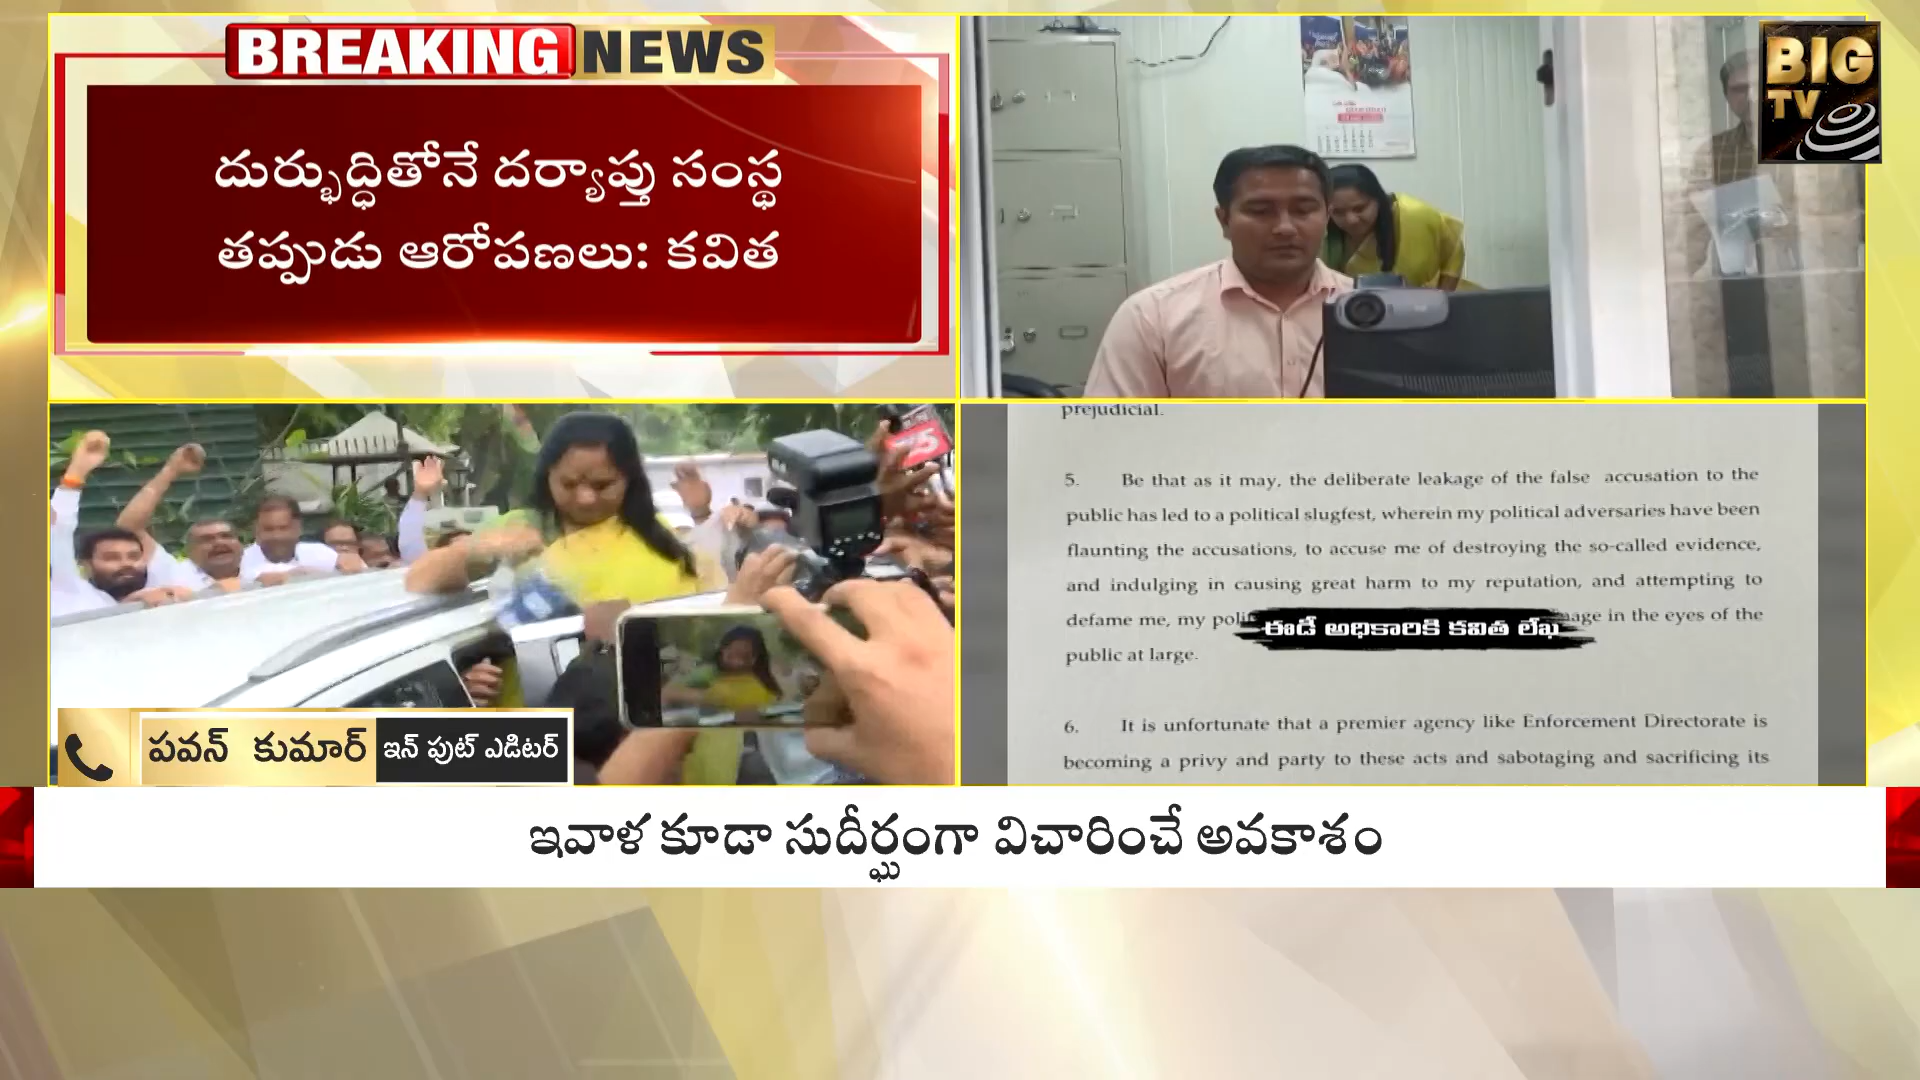 BREAKING NEWS
దుర్భుద్ధితోనే దర్యాప్తు సంస్థ
తప్పుడు ఆరోపణలు: కవిత
BIG
TV
prejudicial.
5. Be that as it may, the deliberate leakage of the false accusation to the
public has led to a political slugfest, wherein my political adversaries have been
flaunting the accusations, to accuse me of destroying the so-called evidence,
and indulging in causing great harm to my reputation, and attempting to
defame me, my in the eyes of the
public at large.
ఈడీ అధికారికి కవిత లేఖ
6. It is unfortunate that a premier agency like Enforcement Directorate is
becoming a privy and party to these acts and sabotaging and sacrificing its
పవన్ కుమార్ ఇన్ పుట్ ఎడిటర్
ఇవాళ కూడా సుదీర్ఘంగా విచారించే అవకాశం